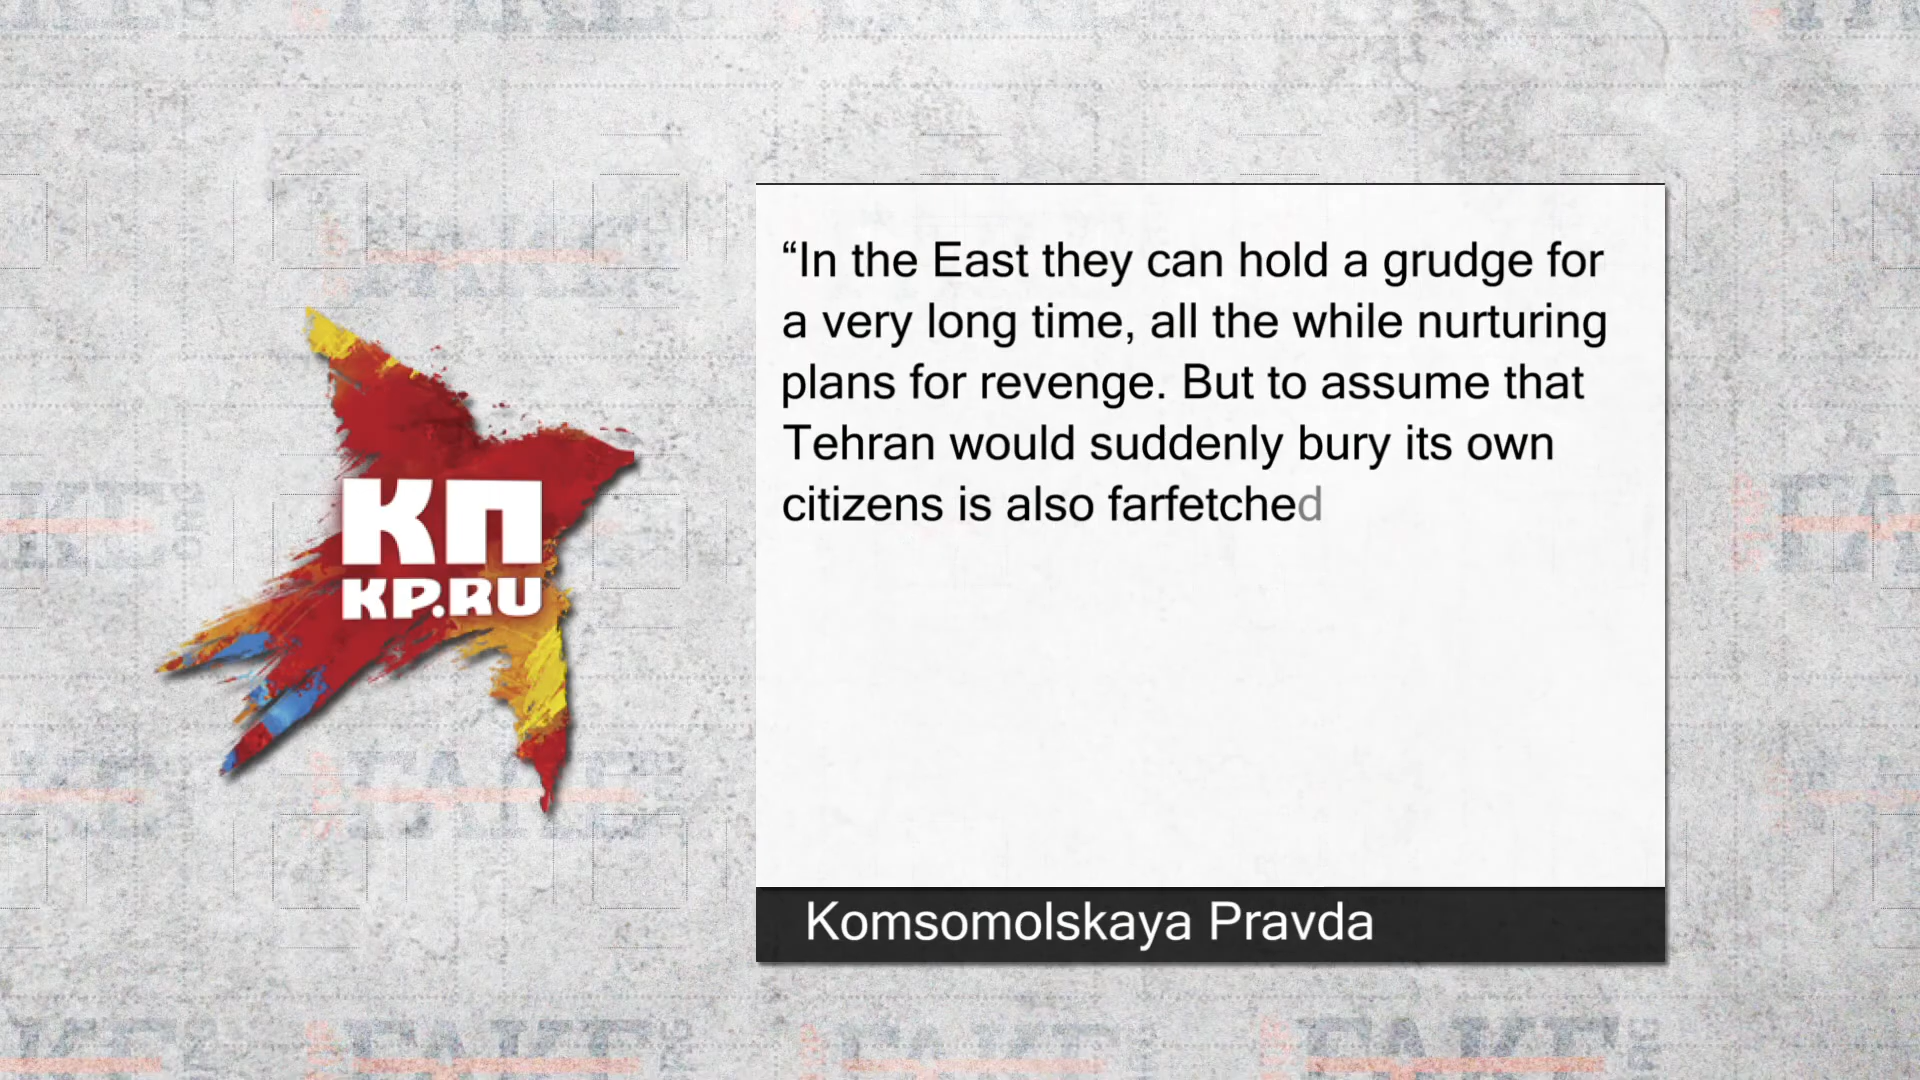 КП
KP.RU
“In the East they can hold a grudge for
a very long time, all the while nurturing
plans for revenge. But to assume that
Tehran would suddenly bury its own
citizens is also farfetched
Komsomolskaya Pravda